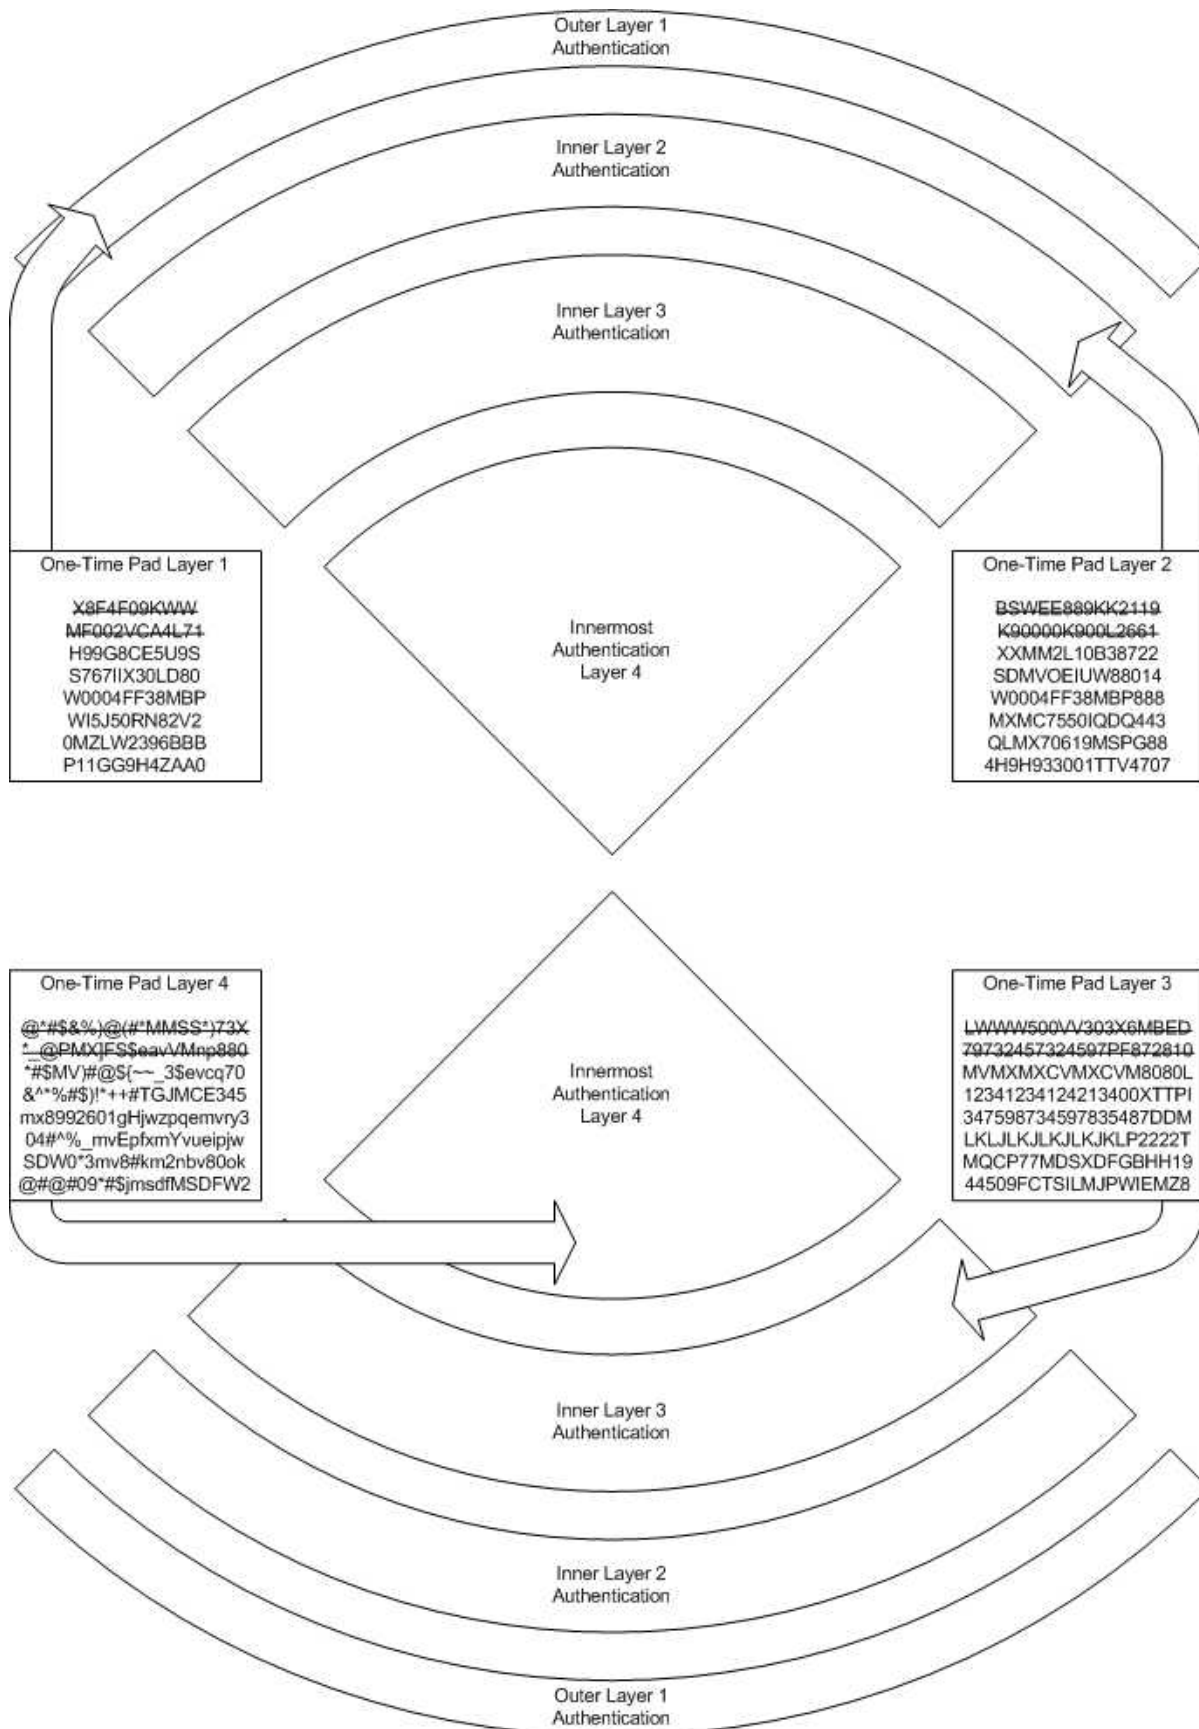 Outer Layer 1
Authentication
Inner Layer 2
Authentication
Inner Layer 3
Authentication
Innermost
Authentication
Layer 4
One-Time Pad Layer 1
X8F4F09KWW
MF002VCA4L71
H99G8CE5U9S
S767IIX30LD80
W0004FF38MBP
WI5J50RN82V2
0MZLW2396BBB
P11GG9H4ZAA0
One-Time Pad Layer 2
BSWEE889KK2119
K90000K900L2661
XXMM2L10B38722
SDMVOEIUW88014
W0004FF38MBP888
MXMC7550IQDQ443
QLMX70619MSPG88
4H9H933001TTV4707
One-Time Pad Layer 4
@*#$&%)@(#*MMSS*)73X
*_@PMX]FS$eavVMnp880
*#$MV)#@${~~_3$evcq70
&^*%#$)!*++#TGJMCE345
mx8992601gHjwzpqemvry3
04#^%_mvEpfxmYvueipjw
SDW0*3mv8#km2nbv80ok
@#@#09*#$jmsdfMSDFW2
Innermost
Authentication
Layer 4
One-Time Pad Layer 3
LWWW500VV303X6MBED
79732457324597PF872810
MVMXMXCVMXCVM8080L
12341234124213400XTTPI
347598734597835487DDM
LKLJLKJLKJLKJKLP2222T
MQCP77MDSXDFGBHH19
44509FCTSILMJPWIEMZ8
Inner Layer 3
Authentication
Inner Layer 2
Authentication
Outer Layer 1
Authentication